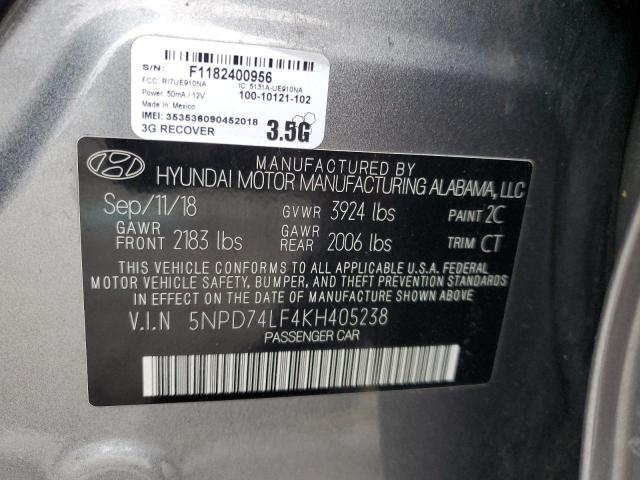 S/N: F1182400956
FCC: RI7UE910NA IC: 5131A-UE910NA
Power: 50mA / 12V 100-10121-102
Made In: Mexico
IMEI: 353536090452018
3G RECOVER 3.5G
MANUFACTURED BY
HYUNDAI MOTOR MANUFACTURING ALABAMA, LLC
Sep/11/18 GVWR 3924 lbs PAINT 2C
GAWR FRONT 2183 lbs GAWR REAR 2006 lbs TRIM CT
THIS VEHICLE CONFORMS TO ALL APPLICABLE U.S.A. FEDERAL
MOTOR VEHICLE SAFETY, BUMPER, AND THEFT PREVENTION STANDARDS
IN EFFECT ON THE DATE OF MANUFACTURE SHOWN ABOVE.
V.I.N 5NPD74LF4KH405238
PASSENGER CAR